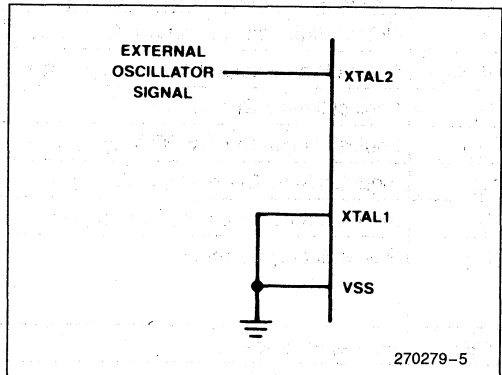 EXTERNAL
OSCILLATOR
SIGNAL
XTAL2
XTAL1
VSS
270279-5